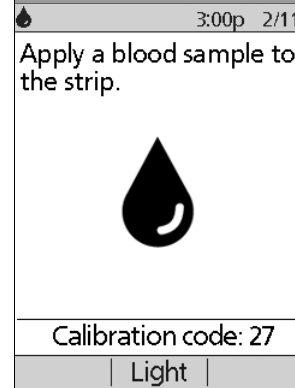 3:00p 2/11
Apply a blood sample to
the strip.
Calibration code: 27
Light